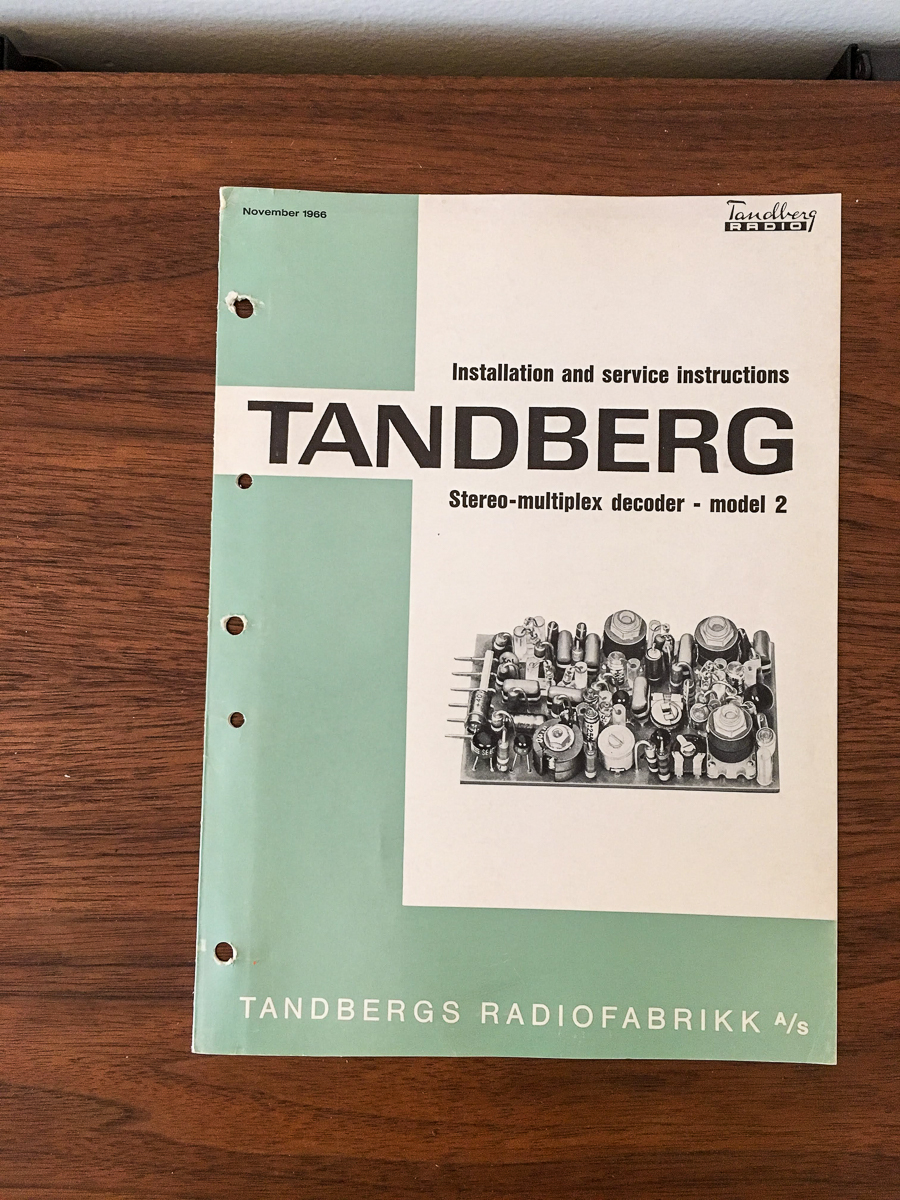 November 1966
Tandberg
RADIO
Installation and service instructions
TANDBERG
Stereo-multiplex decoder - model 2
TANDBERGS RADIOFABRIKK A/S